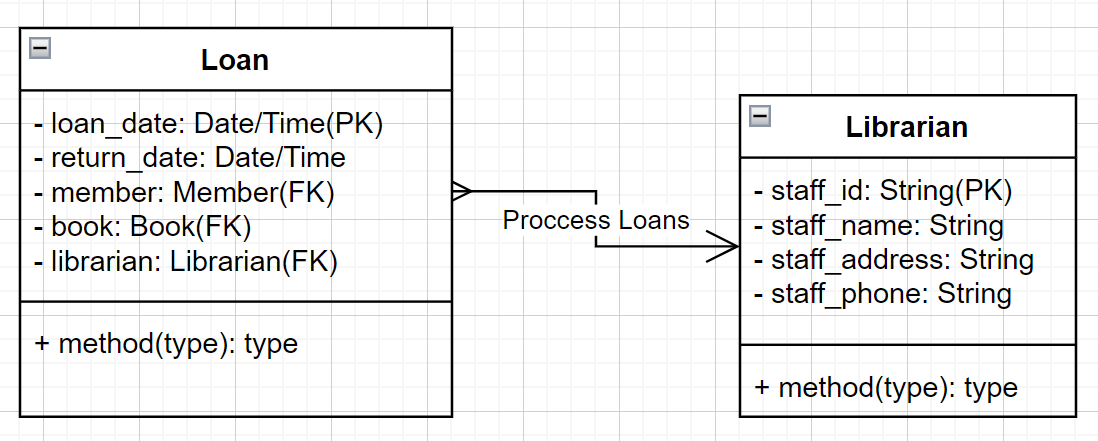 Loan
- loan_date: Date/Time(PK)
- return_date: Date/Time
- member: Member(FK)
- book: Book(FK)
- librarian: Librarian(FK)
+ method(type): type
Proccess Loans
Librarian
- staff_id: String(PK)
- staff_name: String
- staff_address: String
- staff_phone: String
+ method(type): type